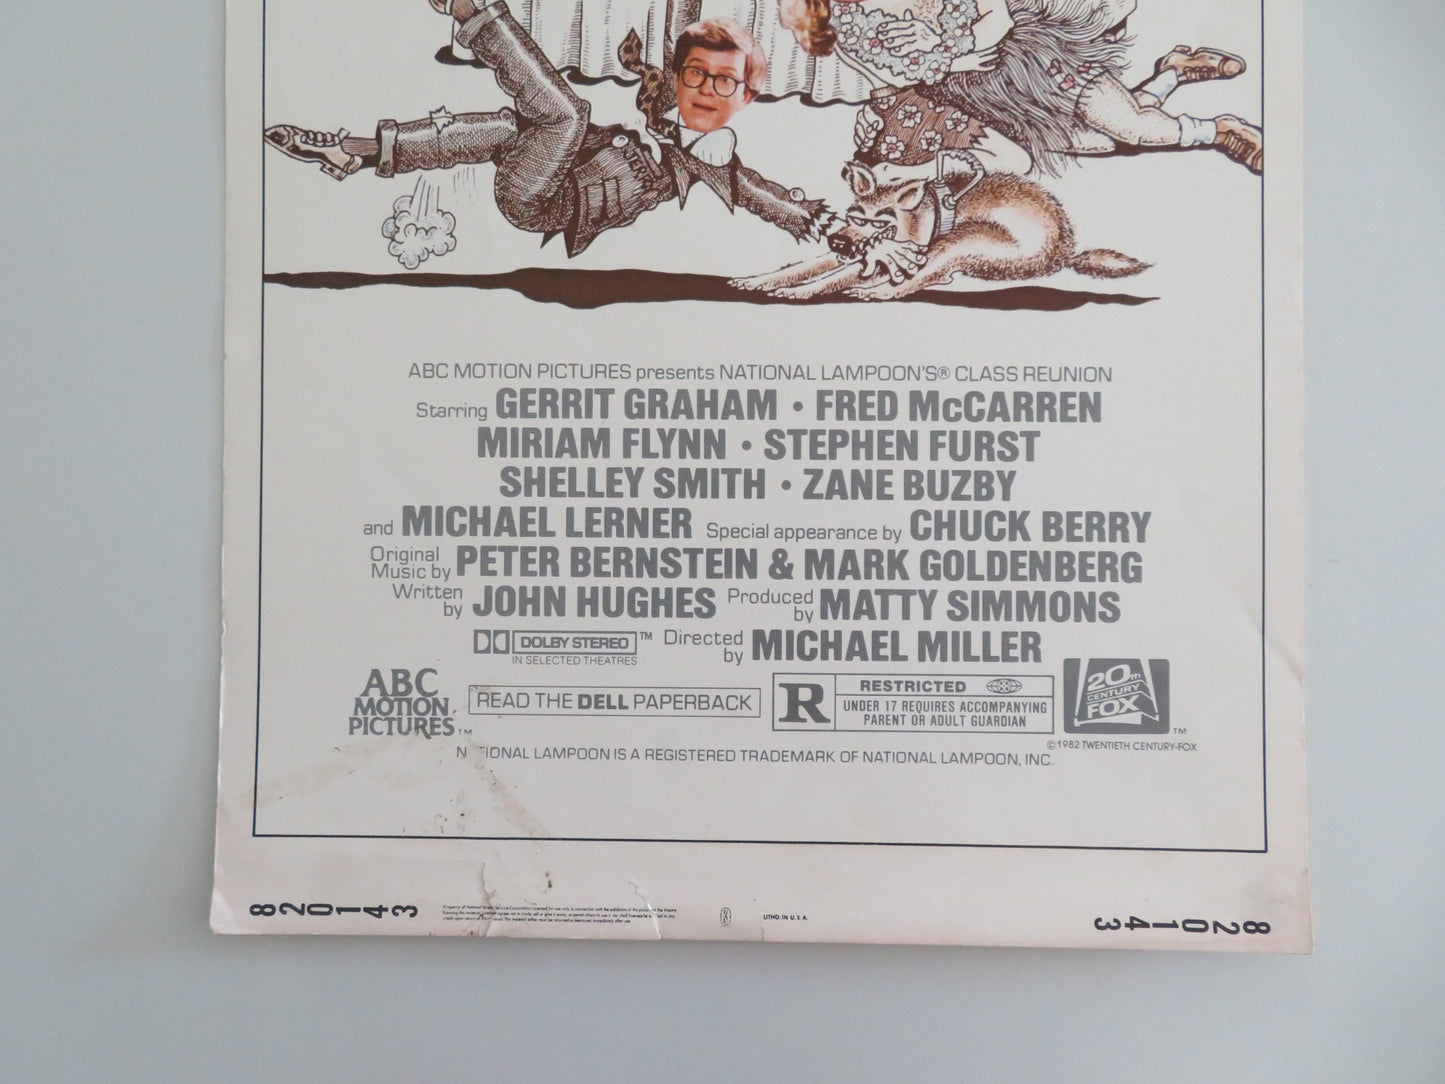 ABC MOTION PICTURES presents NATIONAL LAMPOON'S® CLASS REUNION
Starring GERRIT GRAHAM • FRED McCARREN
MIRIAM FLYNN • STEPHEN FURST
SHELLEY SMITH • ZANE BUZBY
and MICHAEL LERNER Special appearance by CHUCK BERRY
Original Music by PETER BERNSTEIN & MARK GOLDENBERG
Written by JOHN HUGHES Produced by MATTY SIMMONS
DOLBY STEREO ™ Directed by MICHAEL MILLER
IN SELECTED THEATRES
ABC
MOTION
PICTURES™
READ THE DELL PAPERBACK
R
RESTRICTED
UNDER 17 REQUIRES ACCOMPANYING
PARENT OR ADULT GUARDIAN
20th
CENTURY
FOX
™
©1982 TWENTIETH CENTURY-FOX
NATIONAL LAMPOON IS A REGISTERED TRADEMARK OF NATIONAL LAMPOON, INC.
820143
LITHO. IN U.S.A.
820143